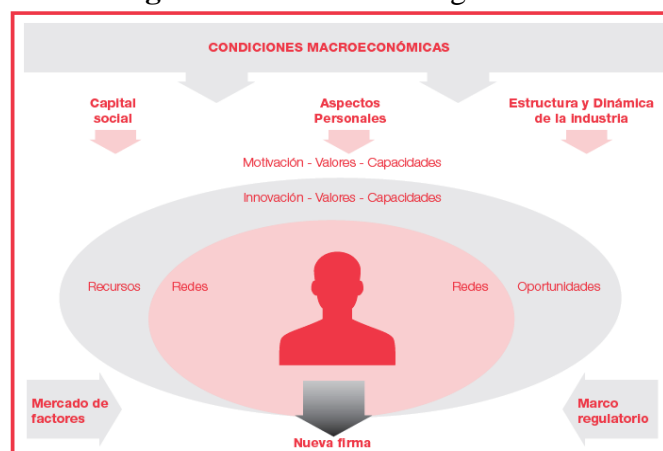 CONDICIONES MACROECONÓMICAS
Capital
social
Aspectos
Personales
Estructura y Dinámica
de la industria
Motivación - Valores - Capacidades
Innovación - Valores - Capacidades
Recursos
Redes
Redes
Oportunidades
Mercado de
factores
Marco
regulatorio
Nueva firma